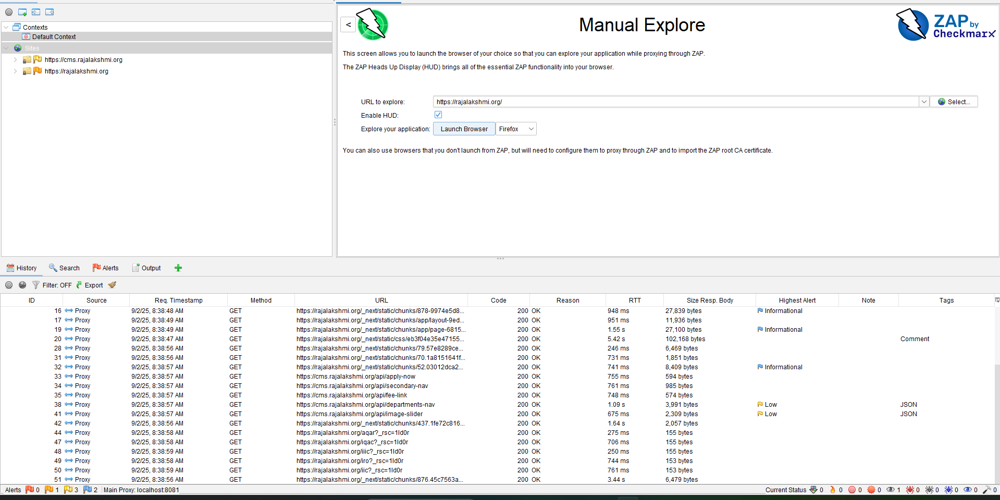 Contexts
Default Context
Sites
https://cms.rajalakshmi.org
https://rajalakshmi.org
<
Manual Explore
ZAP by
Checkmarx
This screen allows you to launch the browser of your choice so that you can explore your application while proxying through ZAP.
The ZAP Heads Up Display (HUD) brings all of the essential ZAP functionality into your browser.
URL to explore: https://rajalakshmi.org/ Select...
Enable HUD:
Explore your application: Launch Browser Firefox
You can also use browsers that you don't launch from ZAP, but will need to configure them to proxy through ZAP and to import the ZAP root CA certificate.
History Search Alerts Output
Filter: OFF Export
ID Source Req. Timestamp Method URL Code Reason RTT Size Resp. Body Highest Alert Note Tags
16 Proxy 9/2/25, 8:38:48 AM GET https://rajalakshmi.org/_next/static/chunks/878-9974e5d8... 200 OK 948 ms 27,839 bytes Informational
17 Proxy 9/2/25, 8:38:49 AM GET https://rajalakshmi.org/_next/static/chunks/app/layout-9ed... 200 OK 951 ms 11,936 bytes
19 Proxy 9/2/25, 8:38:49 AM GET https://rajalakshmi.org/_next/static/chunks/app/page-6815... 200 OK 1.55 s 27,100 bytes Informational
20 Proxy 9/2/25, 8:38:47 AM GET https://rajalakshmi.org/_next/static/css/eb3f04e35e47155... 200 OK 5.42 s 102,168 bytes Comment
28 Proxy 9/2/25, 8:38:56 AM GET https://rajalakshmi.org/_next/static/chunks/79.57e8289ce... 200 OK 246 ms 6,469 bytes
31 Proxy 9/2/25, 8:38:56 AM GET https://rajalakshmi.org/_next/static/chunks/70.1a8151641f... 200 OK 731 ms 1,851 bytes
32 Proxy 9/2/25, 8:38:57 AM GET https://rajalakshmi.org/_next/static/chunks/52.03012dca2... 200 OK 741 ms 8,409 bytes Informational
33 Proxy 9/2/25, 8:38:57 AM GET https://cms.rajalakshmi.org/api/apply-now 200 OK 755 ms 594 bytes
34 Proxy 9/2/25, 8:38:57 AM GET https://cms.rajalakshmi.org/api/secondary-nav 200 OK 761 ms 985 bytes
35 Proxy 9/2/25, 8:38:57 AM GET https://cms.rajalakshmi.org/api/fee-link 200 OK 748 ms 574 bytes
38 Proxy 9/2/25, 8:38:57 AM GET https://cms.rajalakshmi.org/api/departments-nav 200 OK 1.09 s 3,991 bytes Low JSON
41 Proxy 9/2/25, 8:38:57 AM GET https://cms.rajalakshmi.org/api/image-slider 200 OK 675 ms 2,309 bytes Low JSON
42 Proxy 9/2/25, 8:38:56 AM GET https://rajalakshmi.org/_next/static/chunks/437.1fe72c816... 200 OK 1.64 s 2,057 bytes
44 Proxy 9/2/25, 8:38:58 AM GET https://rajalakshmi.org/aqar?_rsc=1ld0r 200 OK 275 ms 155 bytes
47 Proxy 9/2/25, 8:38:58 AM GET https://rajalakshmi.org/iqac?_rsc=1ld0r 200 OK 706 ms 155 bytes
48 Proxy 9/2/25, 8:38:59 AM GET https://rajalakshmi.org/iiic?_rsc=1ld0r 200 OK 250 ms 155 bytes
49 Proxy 9/2/25, 8:38:58 AM GET https://rajalakshmi.org/iro?_rsc=1ld0r 200 OK 744 ms 153 bytes
50 Proxy 9/2/25, 8:38:59 AM GET https://rajalakshmi.org/iic?_rsc=1ld0r 200 OK 761 ms 153 bytes
51 Proxy 9/2/25, 8:38:56 AM GET https://rajalakshmi.org/_next/static/chunks/876.45c7563a... 200 OK 3.44 s 6,479 bytes
Alerts 0 1 3 2 Main Proxy: localhost:8081 Current Status 0 0 0 0 1 0 0 0 0 0